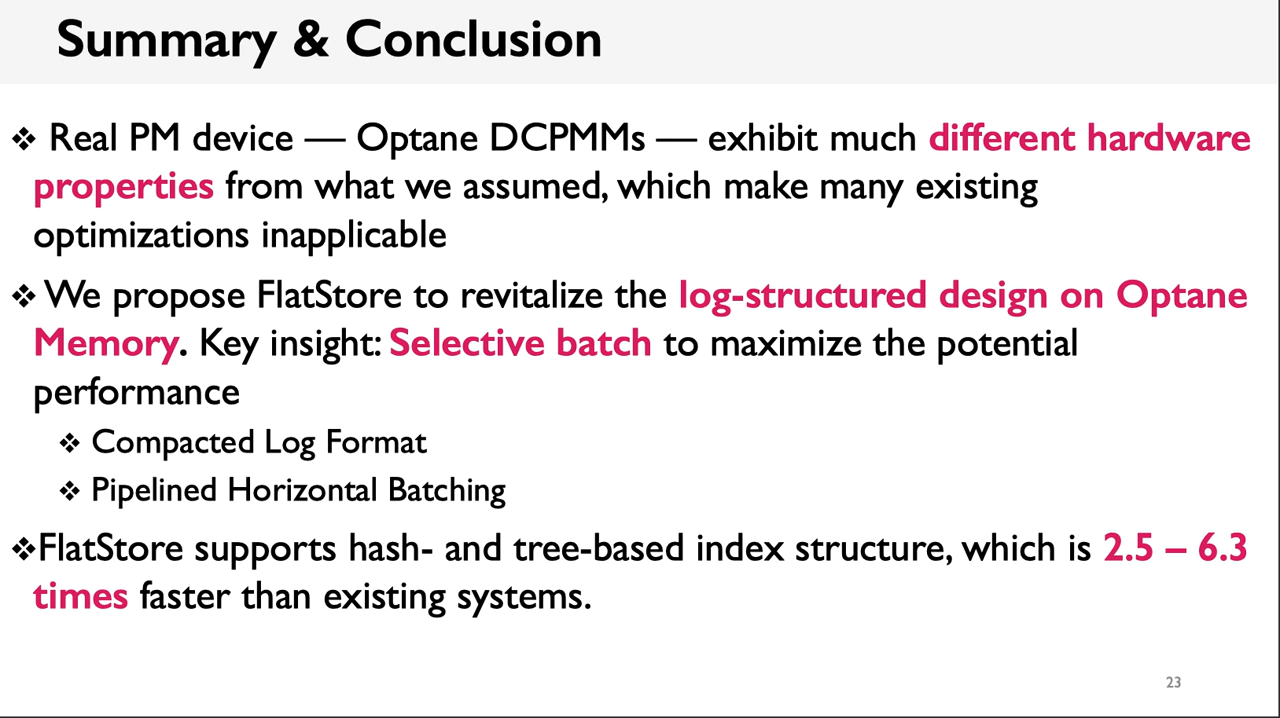 Summary & Conclusion
❖ Real PM device — Optane DCPMMs — exhibit much different hardware
properties from what we assumed, which make many existing
optimizations inapplicable
❖ We propose FlatStore to revitalize the log-structured design on Optane
Memory. Key insight: Selective batch to maximize the potential
performance
❖ Compacted Log Format
❖ Pipelined Horizontal Batching
❖FlatStore supports hash- and tree-based index structure, which is 2.5 – 6.3
times faster than existing systems.
23